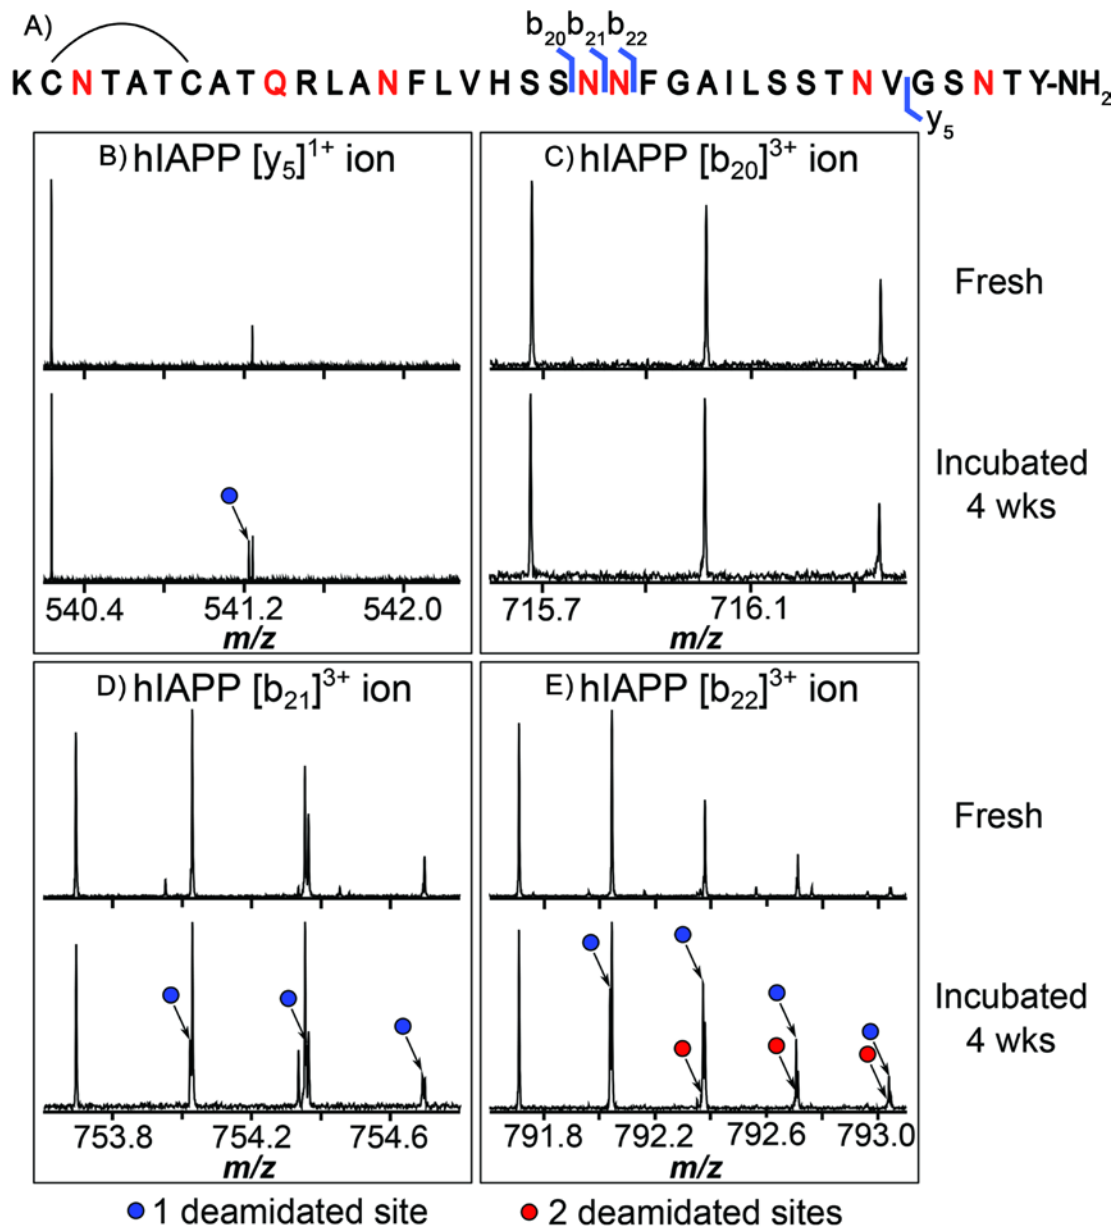 A)
b₂₀b₂₁b₂₂
KCNTATCATQRLANFLVHSSNNFGAILSSTNVGSNTY-NH₂
y₅
B) hIAPP [y₅]¹⁺ ion
C) hIAPP [b₂₀]³⁺ ion
Fresh
Incubated
4 wks
540.4 541.2 542.0
m/z
715.7 716.1
m/z
D) hIAPP [b₂₁]³⁺ ion
E) hIAPP [b₂₂]³⁺ ion
Fresh
Incubated
4 wks
753.8 754.2 754.6
m/z
791.8 792.2 792.6 793.0
m/z
1 deamidated site
2 deamidated sites